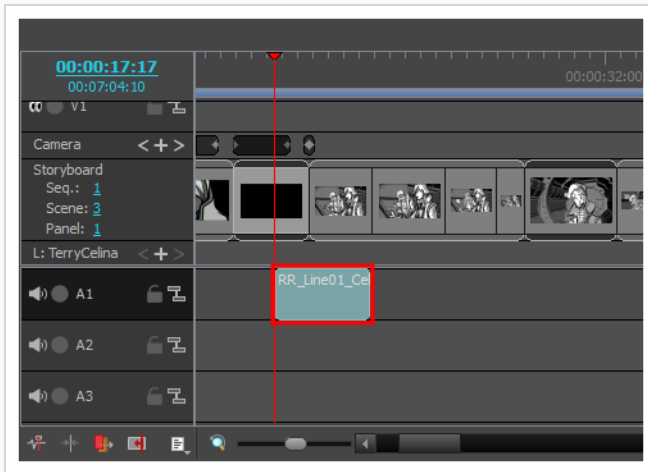 00:00:17:17
00:07:04:10
00:00:32:00
V1
Camera
Storyboard
Seq.: 1
Scene: 3
Panel: 1
L: TerryCelina
RR_Line01_Cel
A1
A2
A3